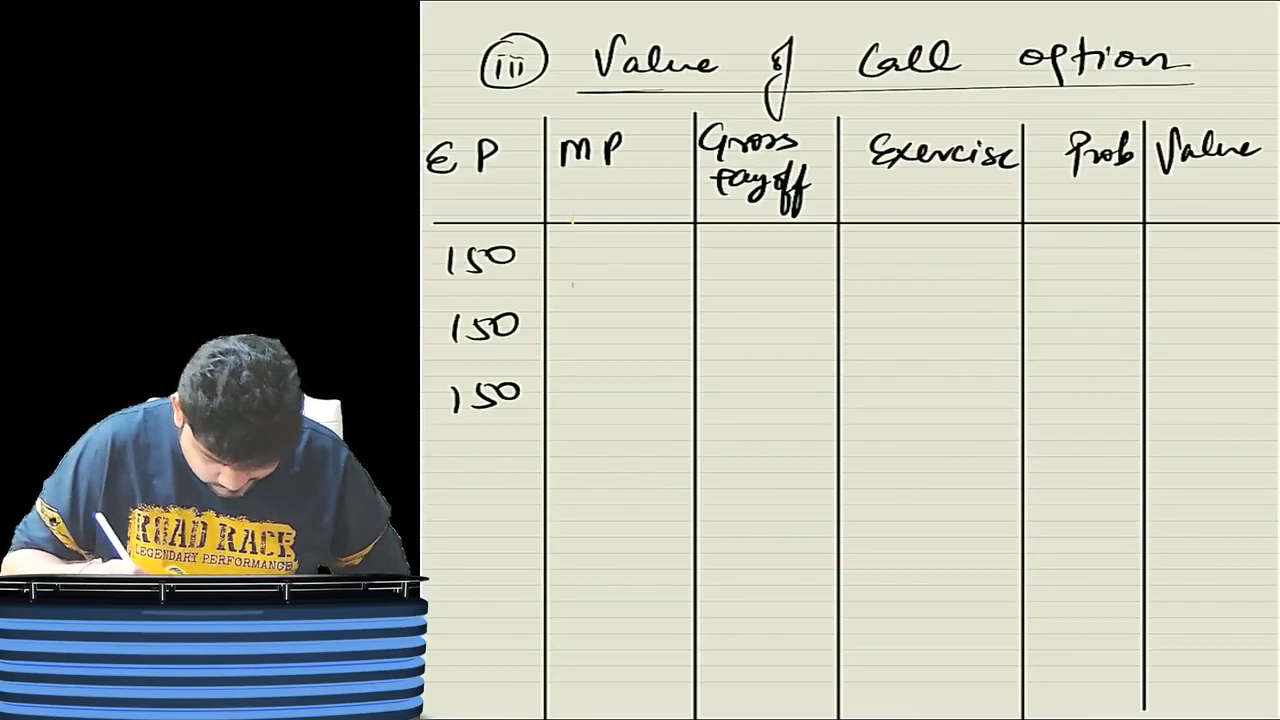 iii Value of Call option
EP MP Gross payoff Exercise Prob Value
150
150
150
ROAD RACE
LEGENDARY PERFORMANCE